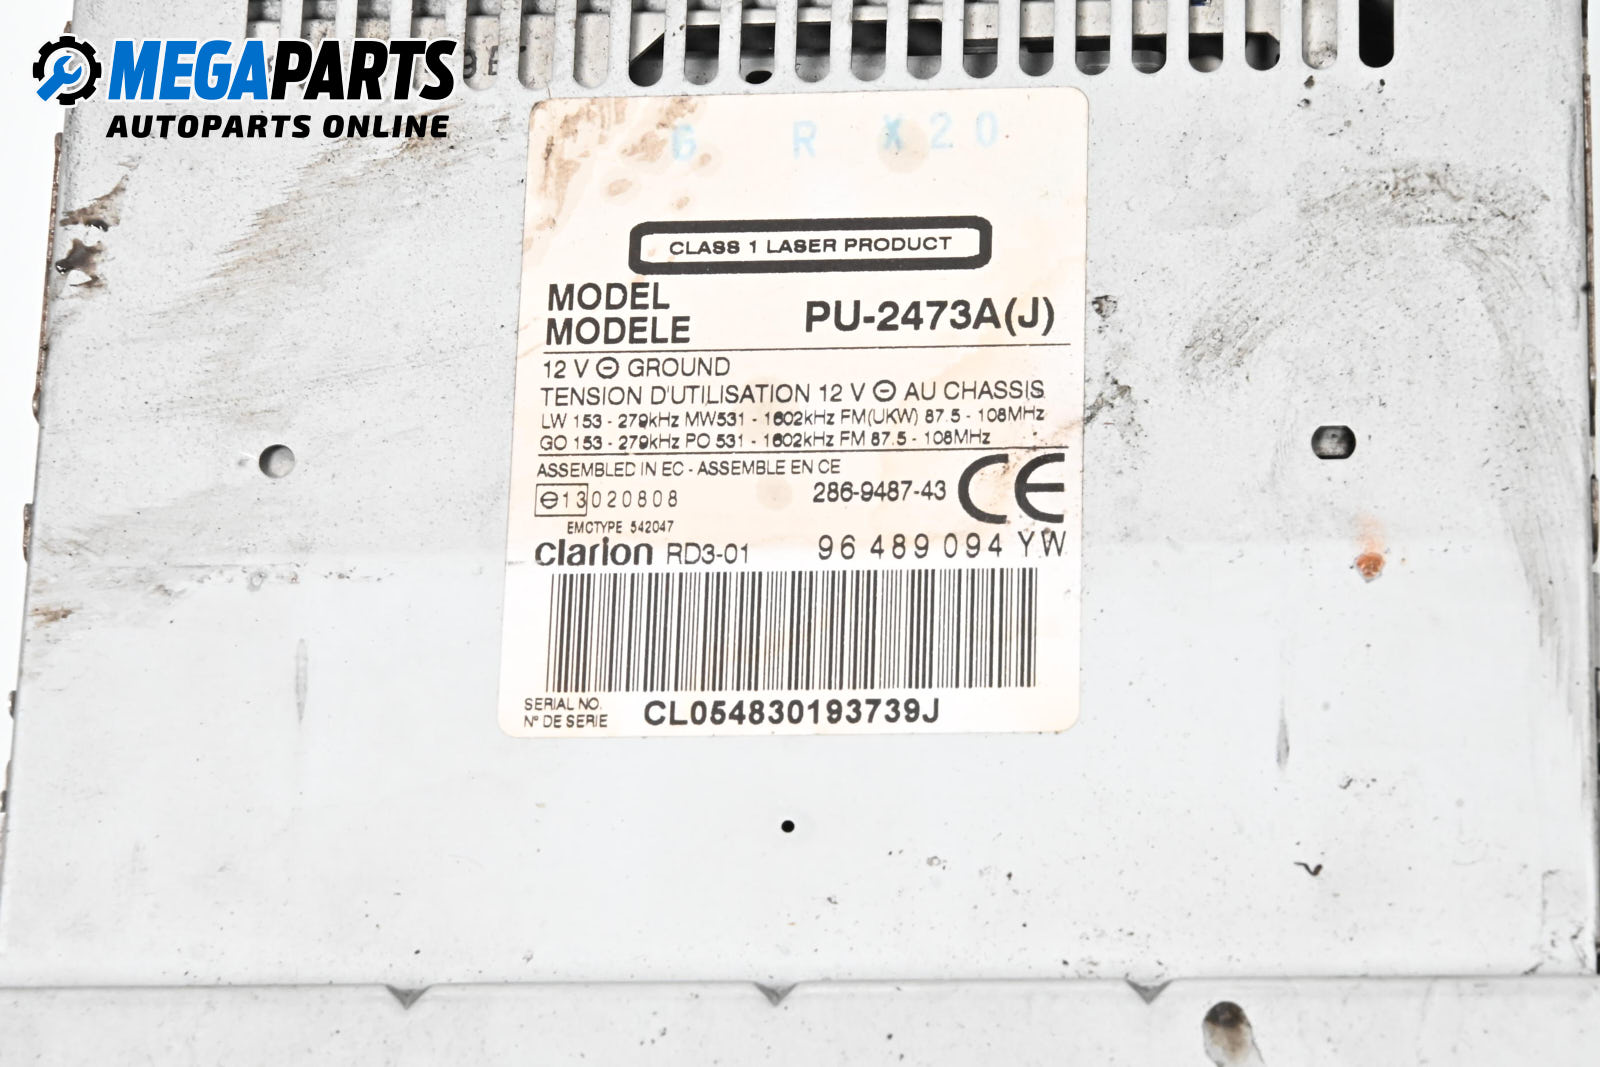 MEGAPARTS
AUTOPARTS ONLINE
G R X20
CLASS 1 LASER PRODUCT
MODEL
MODELE
PU-2473A(J)
12 V ⊖ GROUND
TENSION D'UTILISATION 12 V ⊖ AU CHASSIS
LW 153 - 279kHz MW531 - 1602kHz FM(UKW) 87.5 - 108MHz
GO 153 - 279kHz PO 531 - 1602kHz FM 87.5 - 108MHz
ASSEMBLED IN EC - ASSEMBLE EN CE
⊖13020808
286-9487-43 CE
EMCTYPE 542047
clarion RD3-01 96 489 094 YW
SERIAL NO.
N° DE SERIE
CL054830193739J